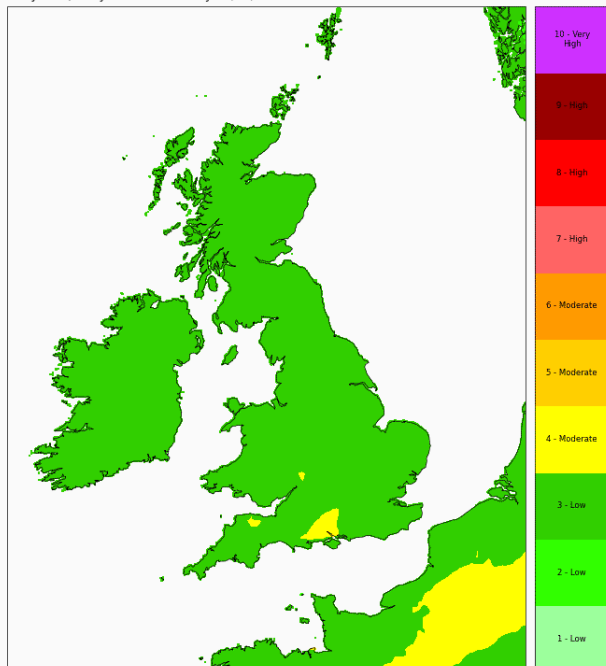 10 - Very
High
9 - High
8 - High
7 - High
6 - Moderate
5 - Moderate
4 - Moderate
3 - Low
2 - Low
1 - Low